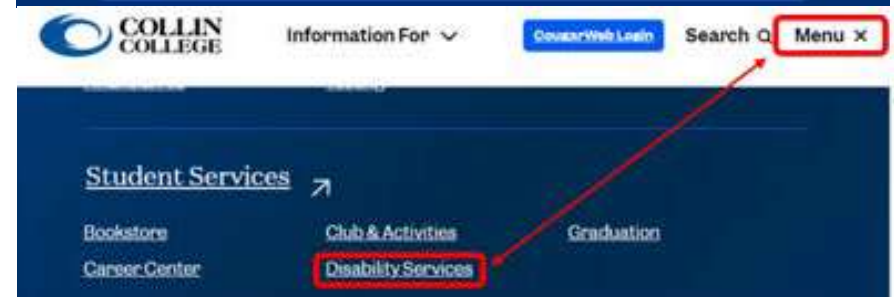 COLLIN
COLLEGE
Information For
CougarWeb Login
Search
Menu ×
Student Services
Bookstore
Club & Activities
Graduation
Career Center
Disability Services